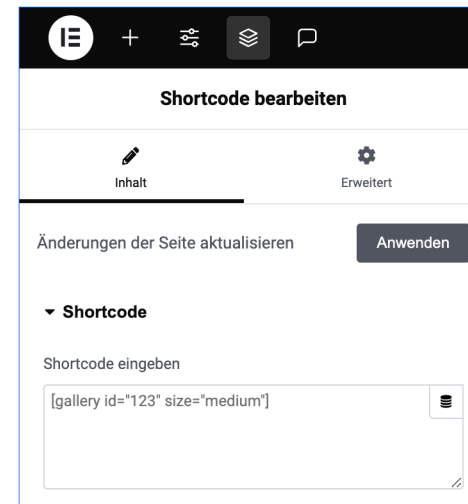 Shortcode bearbeiten
Inhalt
Erweitert
Änderungen der Seite aktualisieren
Anwenden
Shortcode
Shortcode eingeben
[gallery id="123" size="medium"]